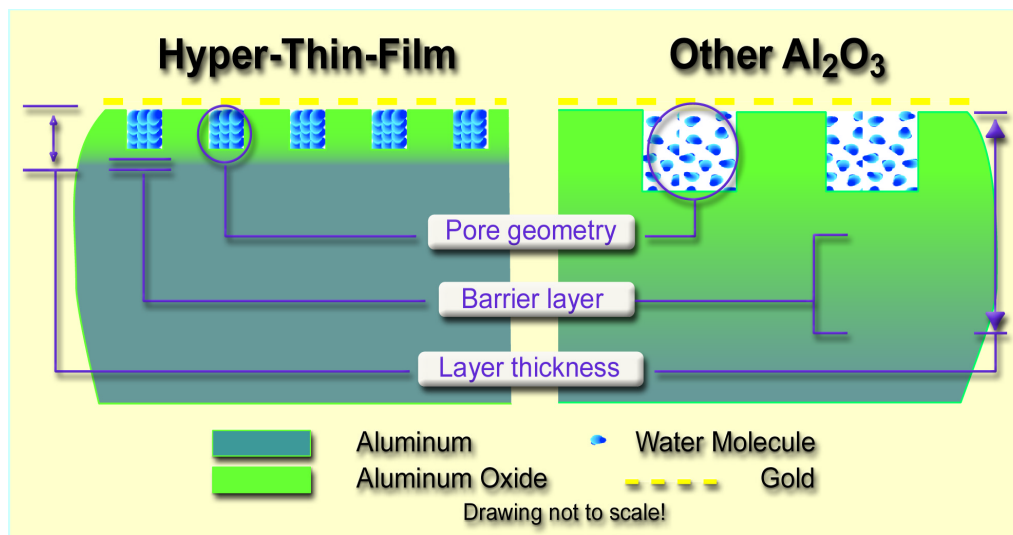 Hyper-Thin-Film
Other Al₂O₃
Pore geometry
Barrier layer
Layer thickness
Aluminum
Water Molecule
Aluminum Oxide
Gold
Drawing not to scale!